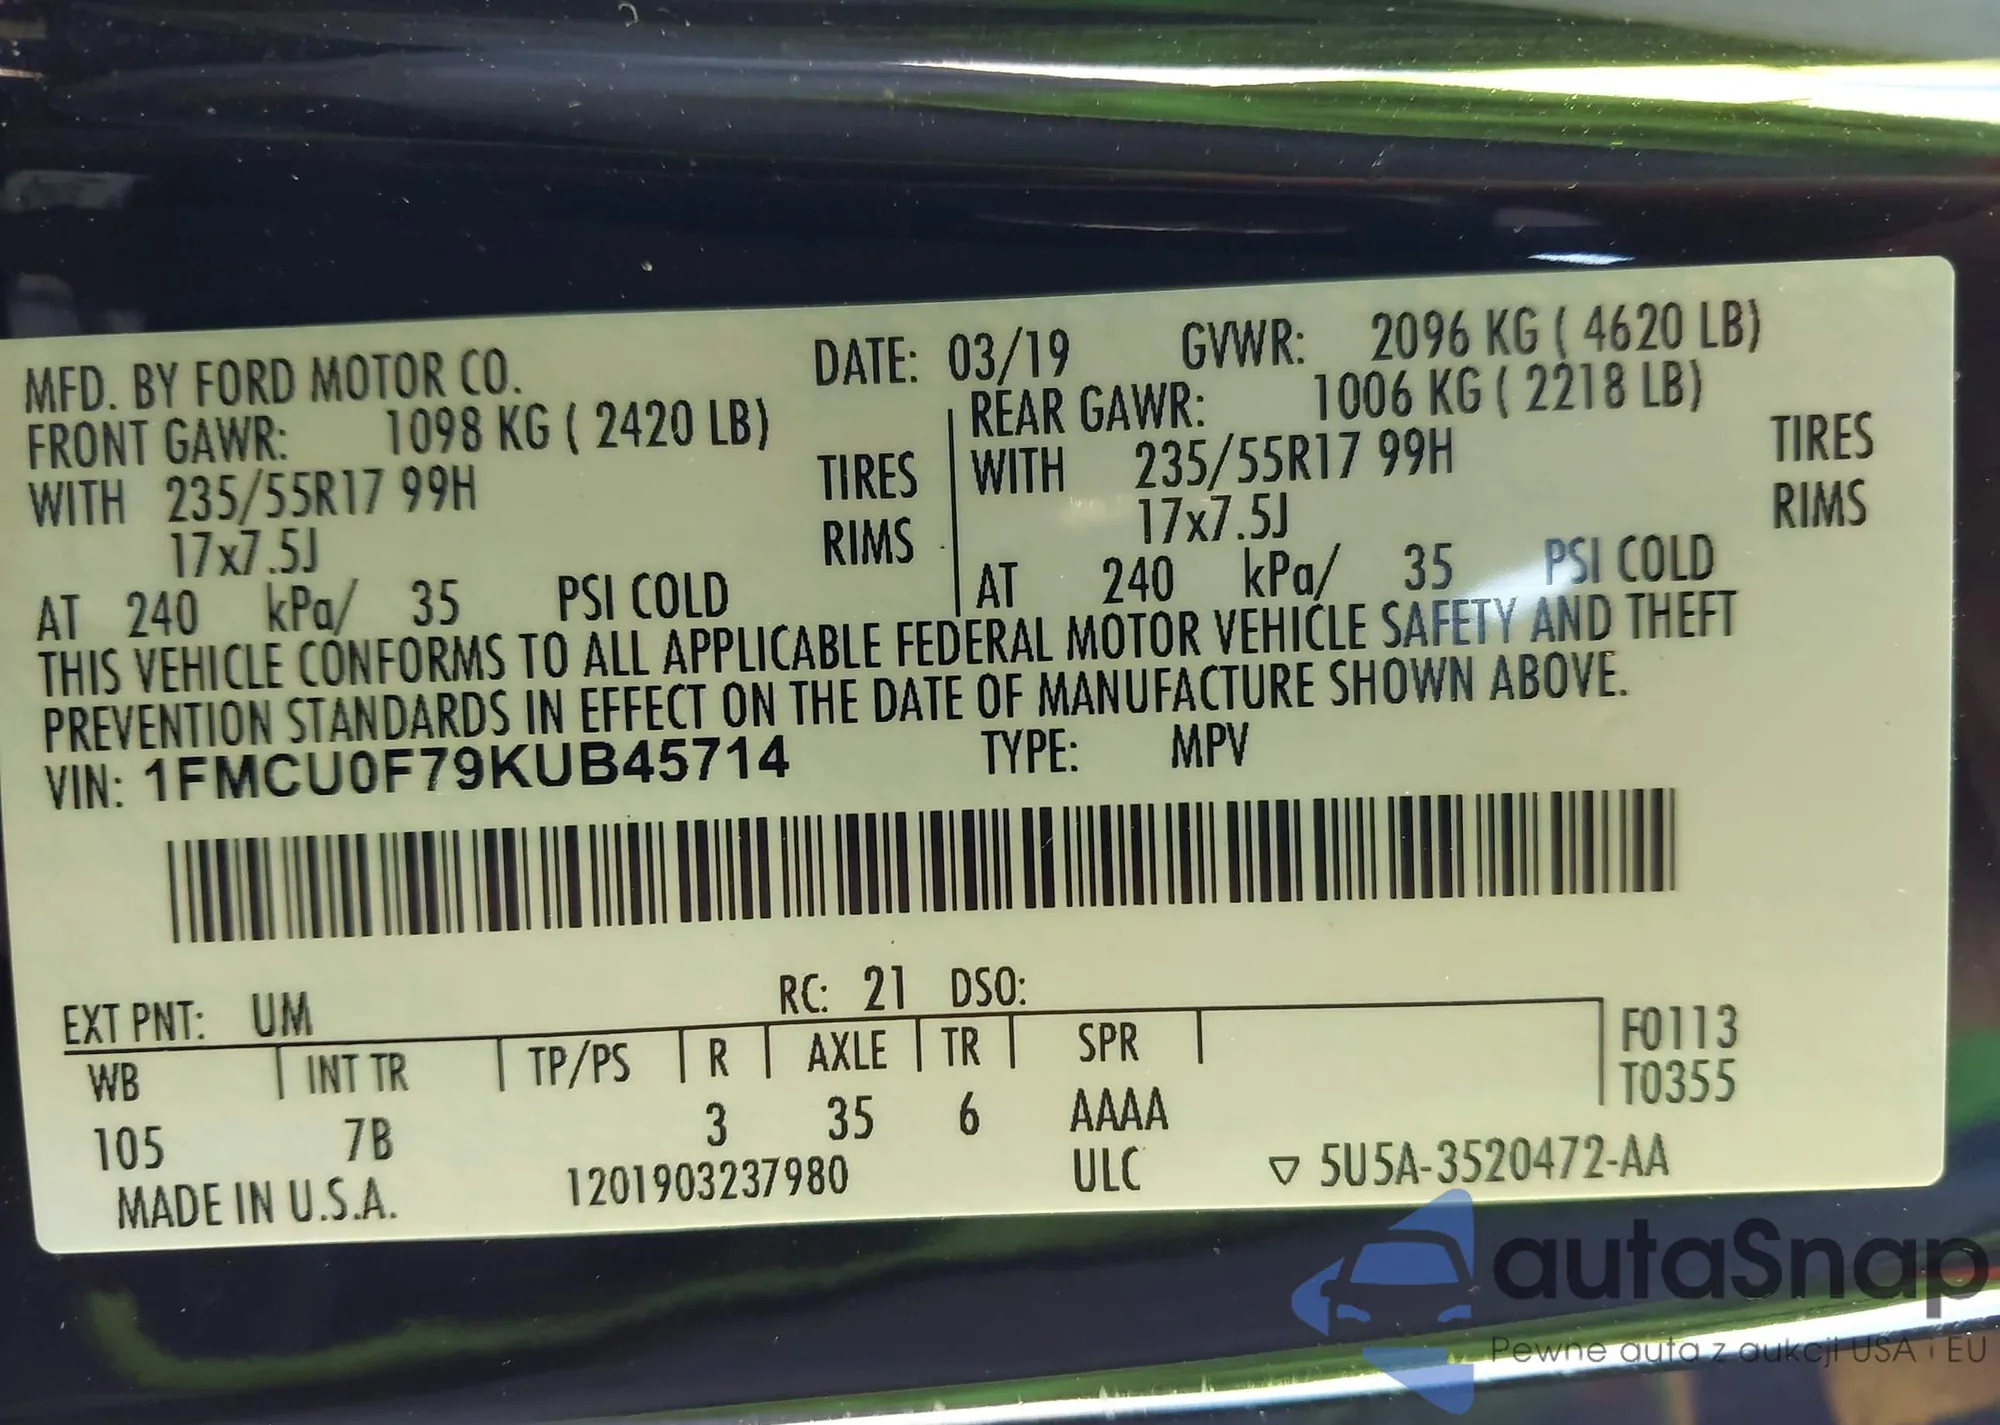 MFD. BY FORD MOTOR CO. DATE: 03/19 GVWR: 2096 KG ( 4620 LB)
FRONT GAWR: 1098 KG ( 2420 LB) REAR GAWR: 1006 KG ( 2218 LB)
WITH 235/55R17 99H TIRES WITH 235/55R17 99H TIRES
17x7.5J RIMS 17x7.5J RIMS
AT 240 kPa/ 35 PSI COLD AT 240 kPa/ 35 PSI COLD
THIS VEHICLE CONFORMS TO ALL APPLICABLE FEDERAL MOTOR VEHICLE SAFETY AND THEFT
PREVENTION STANDARDS IN EFFECT ON THE DATE OF MANUFACTURE SHOWN ABOVE.
VIN: 1FMCU0F79KUB45714 TYPE: MPV
EXT PNT: UM RC: 21 DSO:
WB INT TR TP/PS R AXLE TR SPR F0113
T0355
105 7B 3 35 6 AAAA
MADE IN U.S.A. 1201903237980 ULC ▽ 5U5A-3520472-AA
autaSnap
Pewne auta z aukcji USA i EU